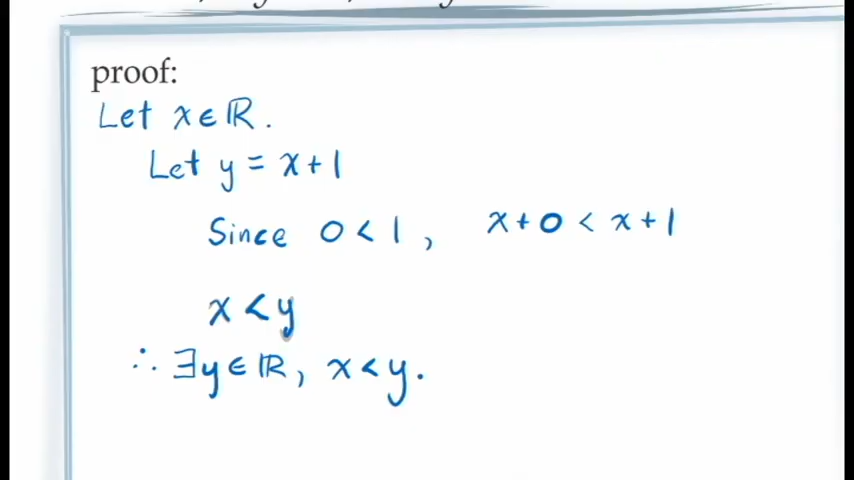 proof:
Let x ∈ ℝ.
Let y = x + 1
Since 0 < 1, x + 0 < x + 1
x < y
∴ ∃y ∈ ℝ, x < y.